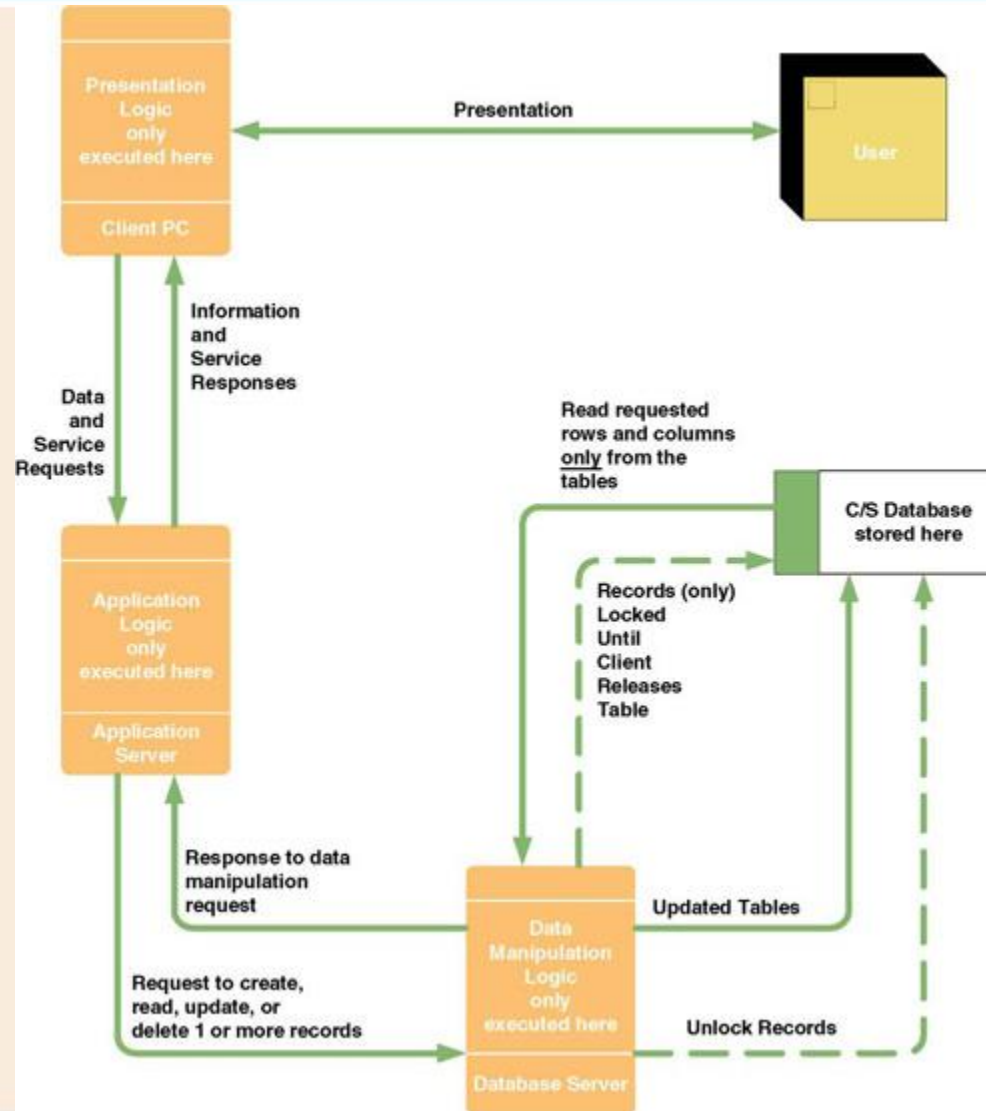 Presentation
Logic
only
executed here
Client PC
Presentation
User
Information
and
Service
Responses
Data
and
Service
Requests
Read requested
rows and columns
only from the
tables
C/S Database
stored here
Records (only)
Locked
Until
Client
Releases
Table
Application
Logic
only
executed here
Application
Server
Response to data
manipulation
request
Updated Tables
Data
Manipulation
Logic
only
executed here
Request to create,
read, update, or
delete 1 or more records
Unlock Records
Database Server